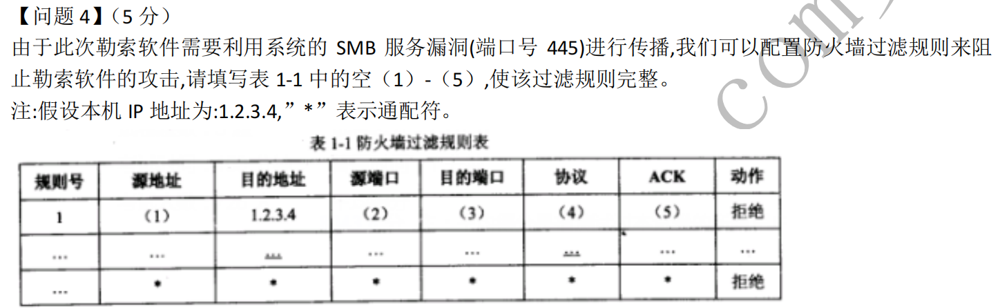 【问题 4】(5 分)
由于此次勒索软件需要利用系统的 SMB 服务漏洞(端口号 445)进行传播,我们可以配置防火墙过滤规则来阻
止勒索软件的攻击,请填写表 1-1 中的空（1）-（5）,使该过滤规则完整。
注:假设本机 IP 地址为:1.2.3.4,”*”表示通配符。
com
表 1-1 防火墙过滤规则表
规则号 源地址 目的地址 源端口 目的端口 协议 ACK 动作
1 （1） 1.2.3.4 （2） （3） （4） （5） 拒绝
... ... ... ... ... ... ... ...
... * * * * * * 拒绝